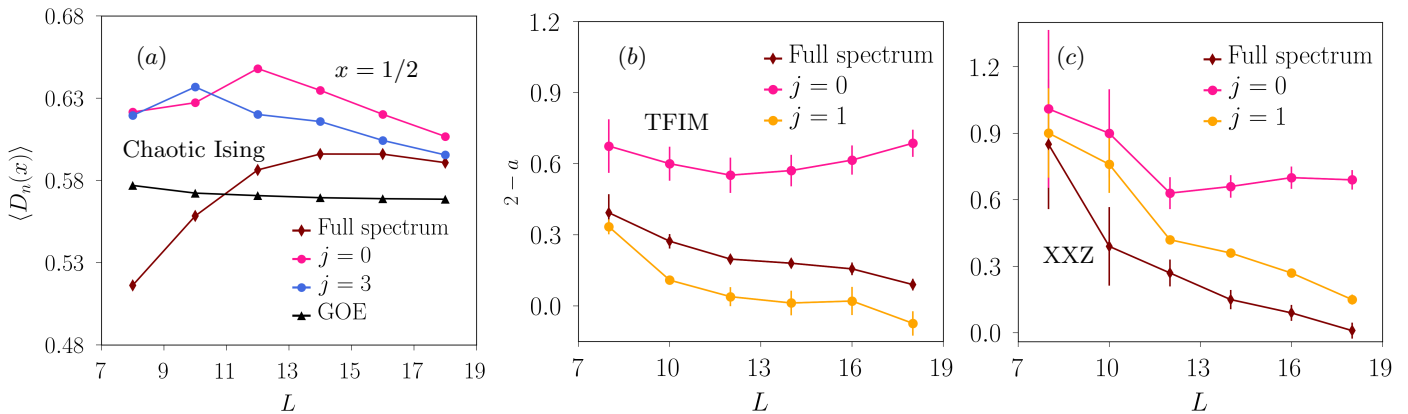 (a)
x = 1/2
Chaotic Ising
Full spectrum
j = 0
j = 3
GOE
⟨D_n(x)⟩
0.68
0.63
0.58
0.53
0.48
7 9 11 13 15 17 19
L
(b)
Full spectrum
j = 0
j = 1
TFIM
2 − a
1.2
0.9
0.6
0.3
0.0
7 10 13 16 19
L
(c)
Full spectrum
j = 0
j = 1
XXZ
1.2
0.9
0.6
0.3
0.0
7 10 13 16 19
L